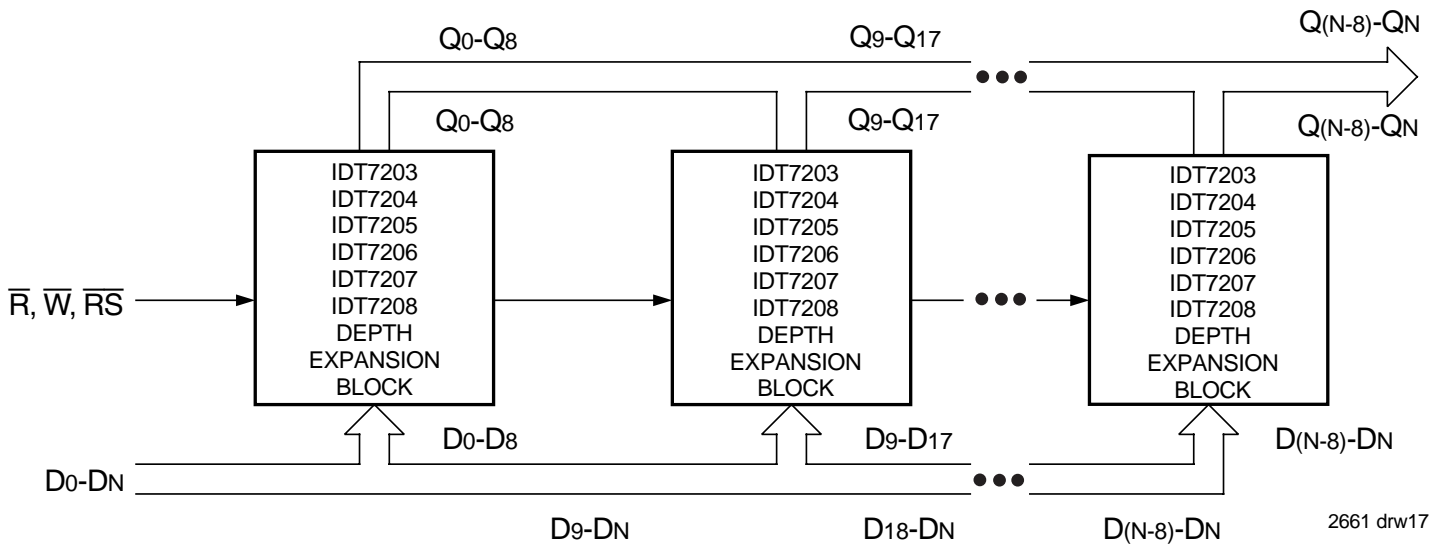 Q0-Q8 Q9-Q17 Q(N-8)-QN
Q0-Q8 Q9-Q17 Q(N-8)-QN
IDT7203
IDT7204
IDT7205
IDT7206
IDT7207
IDT7208
DEPTH
EXPANSION
BLOCK
IDT7203
IDT7204
IDT7205
IDT7206
IDT7207
IDT7208
DEPTH
EXPANSION
BLOCK
IDT7203
IDT7204
IDT7205
IDT7206
IDT7207
IDT7208
DEPTH
EXPANSION
BLOCK
R̅, W̅, R̅S̅
D0-D8 D9-D17 D(N-8)-DN
D0-DN
D9-DN D18-DN D(N-8)-DN
2661 drw17